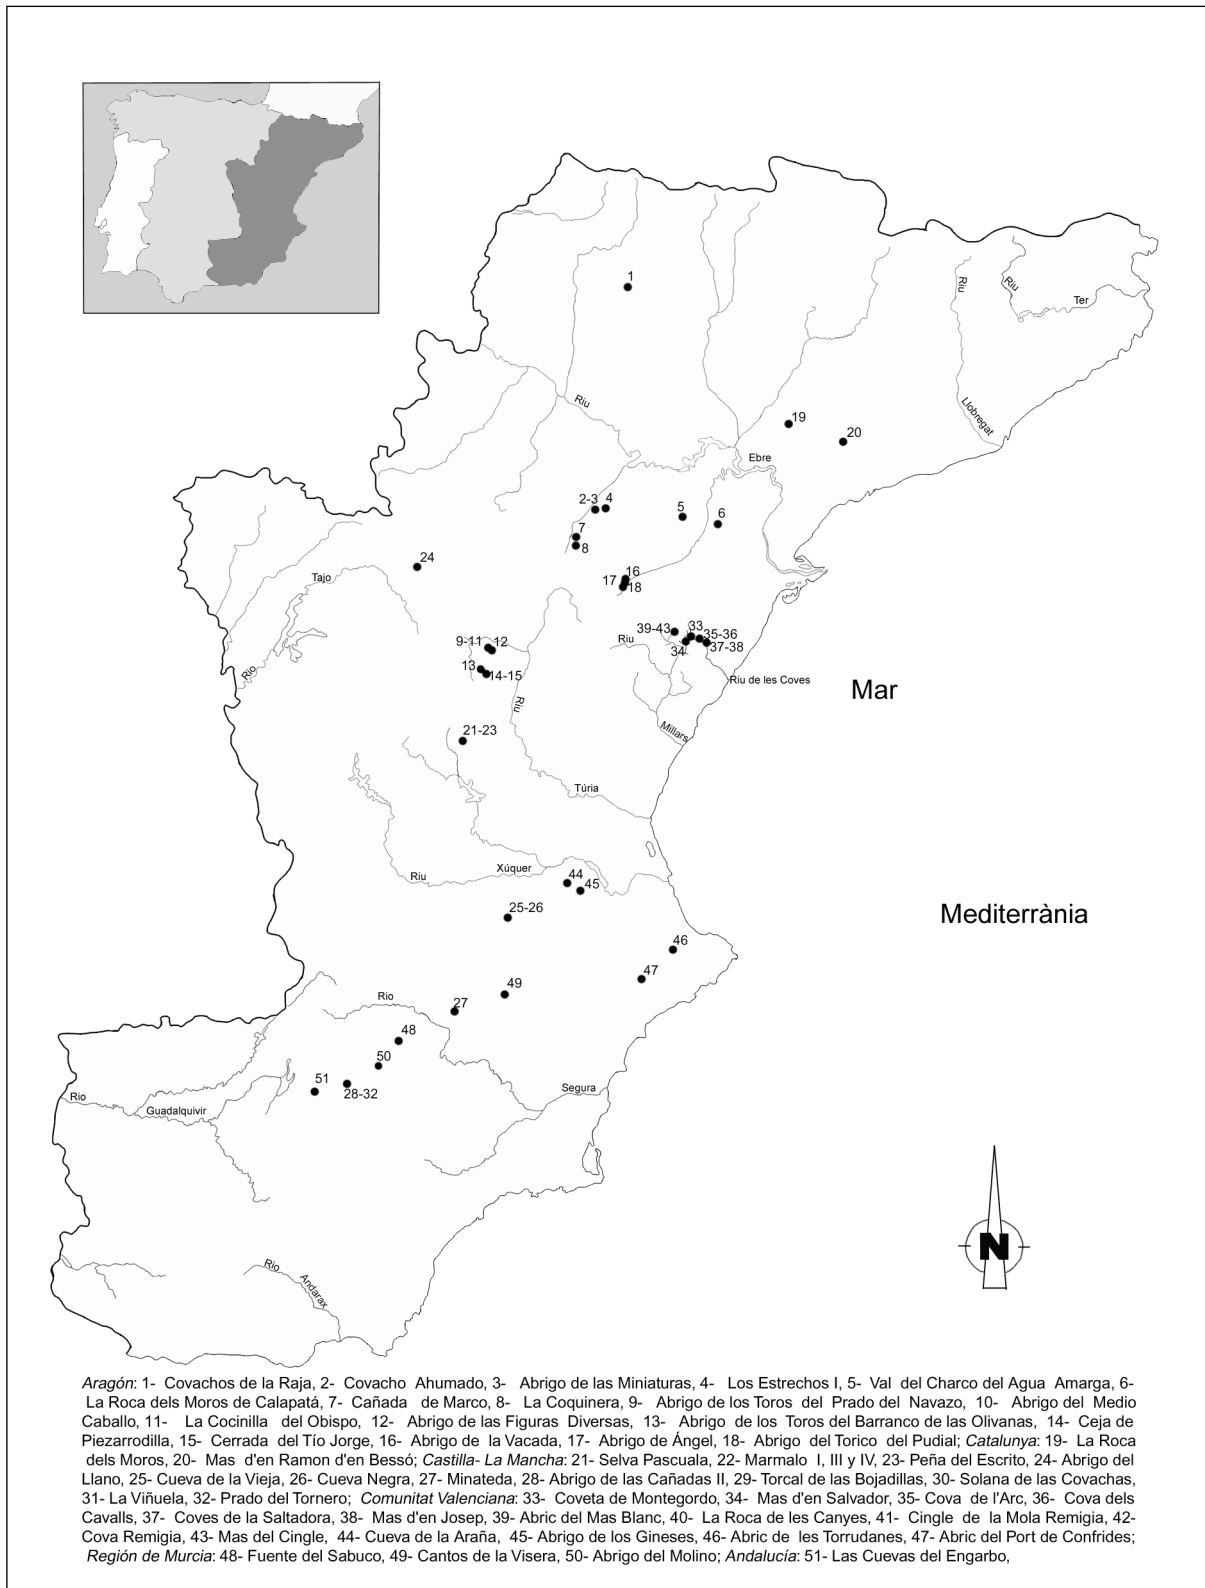 1
Riu
Riu
Ter
Llobregat
Riu
19
20
Ebre
2-3
4
5
6
7
8
24
Tajo
16
17
18
39-43
33
35-36
Riu
34
37-38
9-11
12
13
14-15
Rio
Riu de les Coves
Mar
Riu
Millars
21-23
Túria
Xúquer
Riu
44
45
25-26
Mediterrània
46
47
49
Rio
27
48
50
51
28-32
Segura
Rio
Guadalquivir
N
Rio
Andarax
Aragón: 1- Covachos de la Raja, 2- Covacho Ahumado, 3- Abrigo de las Miniaturas, 4- Los Estrechos I, 5- Val del Charco del Agua Amarga, 6-
La Roca dels Moros de Calapatá, 7- Cañada de Marco, 8- La Coquinera, 9- Abrigo de los Toros del Prado del Navazo, 10- Abrigo del Medio
Caballo, 11- La Cocinilla del Obispo, 12- Abrigo de las Figuras Diversas, 13- Abrigo de los Toros del Barranco de las Olivanas, 14- Ceja de
Piezarrodilla, 15- Cerrada del Tío Jorge, 16- Abrigo de la Vacada, 17- Abrigo de Ángel, 18- Abrigo del Torico del Pudial; Catalunya: 19- La Roca
dels Moros, 20- Mas d'en Ramon d'en Bessó; Castilla- La Mancha: 21- Selva Pascuala, 22- Marmalo I, III y IV, 23- Peña del Escrito, 24- Abrigo del
Llano, 25- Cueva de la Vieja, 26- Cueva Negra, 27- Minateda, 28- Abrigo de las Cañadas II, 29- Torcal de las Bojadillas, 30- Solana de las Covachas,
31- La Viñuela, 32- Prado del Tornero; Comunitat Valenciana: 33- Coveta de Montegordo, 34- Mas d'en Salvador, 35- Cova de l'Arc, 36- Cova dels
Cavalls, 37- Coves de la Saltadora, 38- Mas d'en Josep, 39- Abric del Mas Blanc, 40- La Roca de les Canyes, 41- Cingle de la Mola Remigia, 42-
Cova Remigia, 43- Mas del Cingle, 44- Cueva de la Araña, 45- Abrigo de los Gineses, 46- Abric de les Torrudanes, 47- Abric del Port de Confrides;
Región de Murcia: 48- Fuente del Sabuco, 49- Cantos de la Visera, 50- Abrigo del Molino; Andalucía: 51- Las Cuevas del Engarbo,